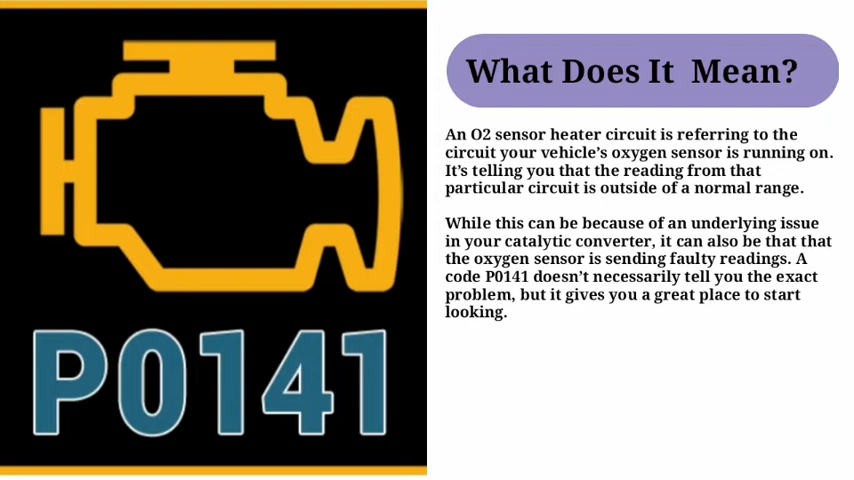 P0141
What Does It Mean?
An O2 sensor heater circuit is referring to the
circuit your vehicle's oxygen sensor is running on.
It's telling you that the reading from that
particular circuit is outside of a normal range.
While this can be because of an underlying issue
in your catalytic converter, it can also be that that
the oxygen sensor is sending faulty readings. A
code P0141 doesn't necessarily tell you the exact
problem, but it gives you a great place to start
looking.